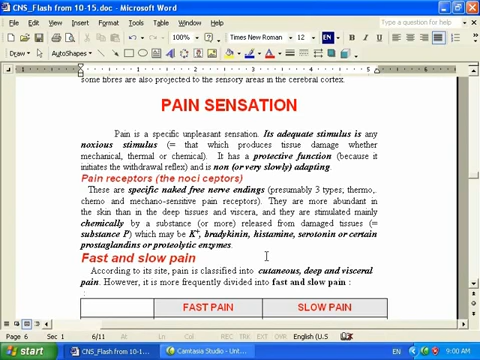 CNS_Flash from 10-15.doc - Microsoft Word
File Edit View Insert Format Tools Table Window Help
Type a question for help
100% Times New Roman 12 EN B
Draw AutoShapes
some fibres are also projected to the sensory areas in the cerebral cortex.
PAIN SENSATION
Pain is a specific unpleasant sensation. Its adequate stimulus is any
noxious stimulus (= that which produces tissue damage whether
mechanical, thermal or chemical). It has a protective function (because it
initiates the withdrawal reflex) and is non (or very slowly) adapting.
Pain receptors (the noci ceptors)
These are specific naked free nerve endings (presumably 3 types; thermo,.
chemo and mechano-sensitive pain receptors). They are more abundant in
the skin than in the deep tissues and viscera, and they are stimulated mainly
chemically by a substance (or more) released from damaged tissues (=
substance P) which may be K+, bradykinin, histamine, serotonin or certain
prostaglandins or proteolytic enzymes.
Fast and slow pain
According to its site, pain is classified into cutaneous, deep and visceral
pain. However, it is more frequently divided into fast and slow pain :
FAST PAIN SLOW PAIN
Page 6 Sec 1 6/11 At Ln Col REC TRK EXT OVR English (U.S
start CNS_Flash from 10-1... Camtasia Studio - Unt... EN 9:00 AM